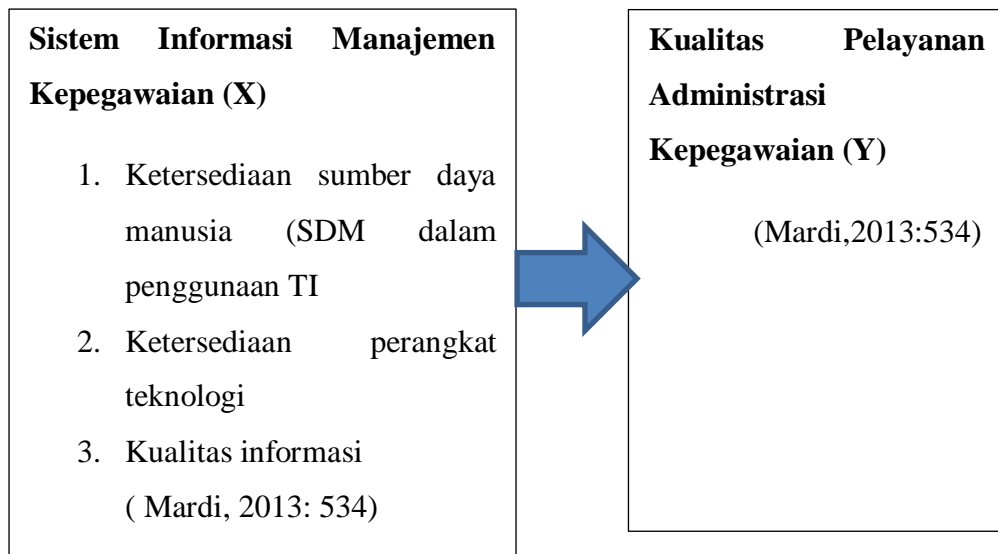 Sistem Informasi Manajemen
Kepegawaian (X)
1. Ketersediaan sumber daya
manusia (SDM dalam
penggunaan TI
2. Ketersediaan perangkat
teknologi
3. Kualitas informasi
( Mardi, 2013: 534)
Kualitas Pelayanan
Administrasi
Kepegawaian (Y)
(Mardi,2013:534)